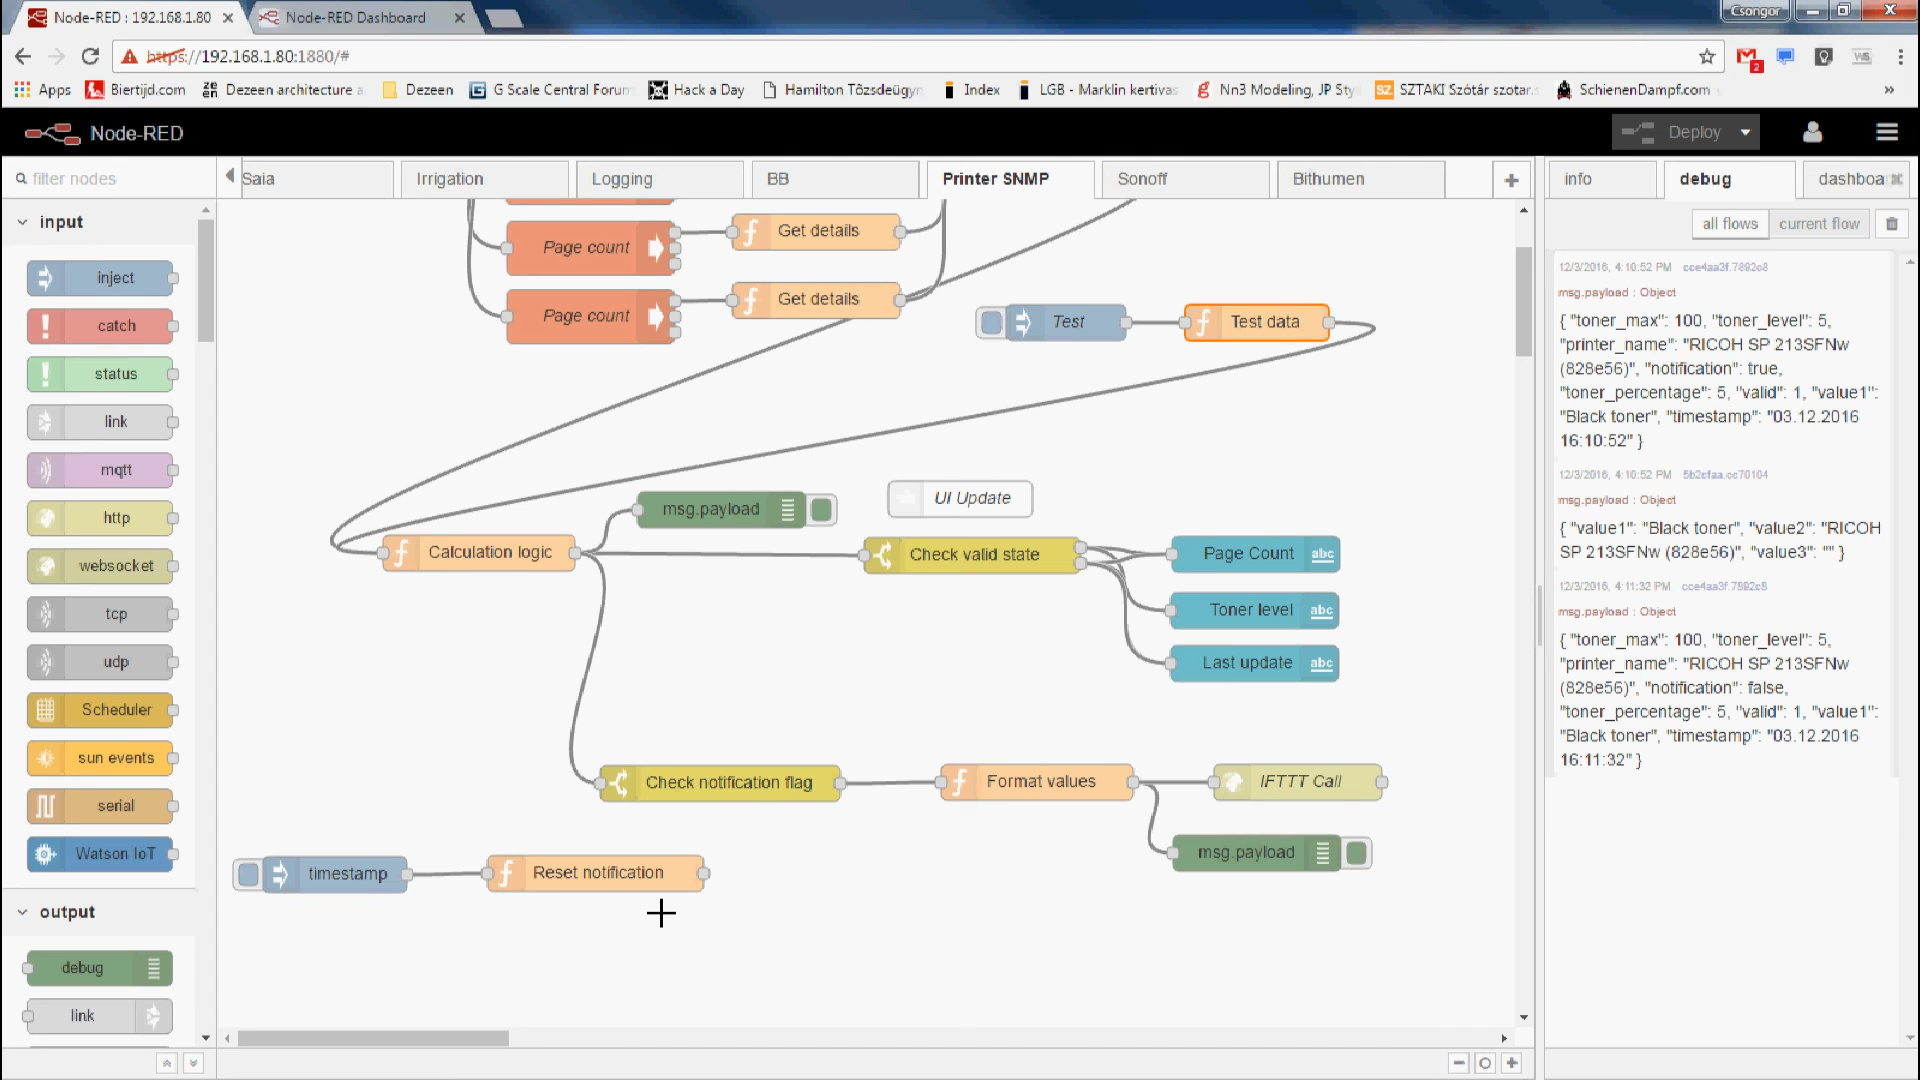 Node-RED : 192.168.1.80
Node-RED Dashboard
Csongor
https://192.168.1.80:1880/#
2
Apps
Biertijd.com
Dezeen architecture a
Dezeen
G Scale Central Forum
Hack a Day
Hamilton Tőzsdeügyn
Index
LGB - Marklin kertivas
Nn3 Modeling, JP Sty
SZ
SZTAKI Szótár szotar.s
SchienenDampf.com
»
Node-RED
Deploy
filter nodes
Saia
Irrigation
Logging
BB
Printer SNMP
Sonoff
Bithumen
info
debug
dashboa
all flows
current flow
input
inject
catch
status
link
mqtt
http
websocket
tcp
udp
Scheduler
sun events
serial
Watson IoT
output
debug
link
Page count
Get details
Page count
Get details
Test
Test data
msg.payload
UI Update
Calculation logic
Check valid state
Page Count
abc
Toner level
abc
Last update
abc
Check notification flag
Format values
IFTTT Call
msg.payload
timestamp
Reset notification
12/3/2016, 4:10:52 PM cce4aa3f.7892c8
msg.payload : Object
{ "toner_max": 100, "toner_level": 5,
"printer_name": "RICOH SP 213SFNw
(828e56)", "notification": true,
"toner_percentage": 5, "valid": 1, "value1":
"Black toner", "timestamp": "03.12.2016
16:10:52" }
12/3/2016, 4:10:52 PM 5b2cfaa.cc70104
msg.payload : Object
{ "value1": "Black toner", "value2": "RICOH
SP 213SFNw (828e56)", "value3": "" }
12/3/2016, 4:11:32 PM cce4aa3f.7892c8
msg.payload : Object
{ "toner_max": 100, "toner_level": 5,
"printer_name": "RICOH SP 213SFNw
(828e56)", "notification": false,
"toner_percentage": 5, "valid": 1, "value1":
"Black toner", "timestamp": "03.12.2016
16:11:32" }